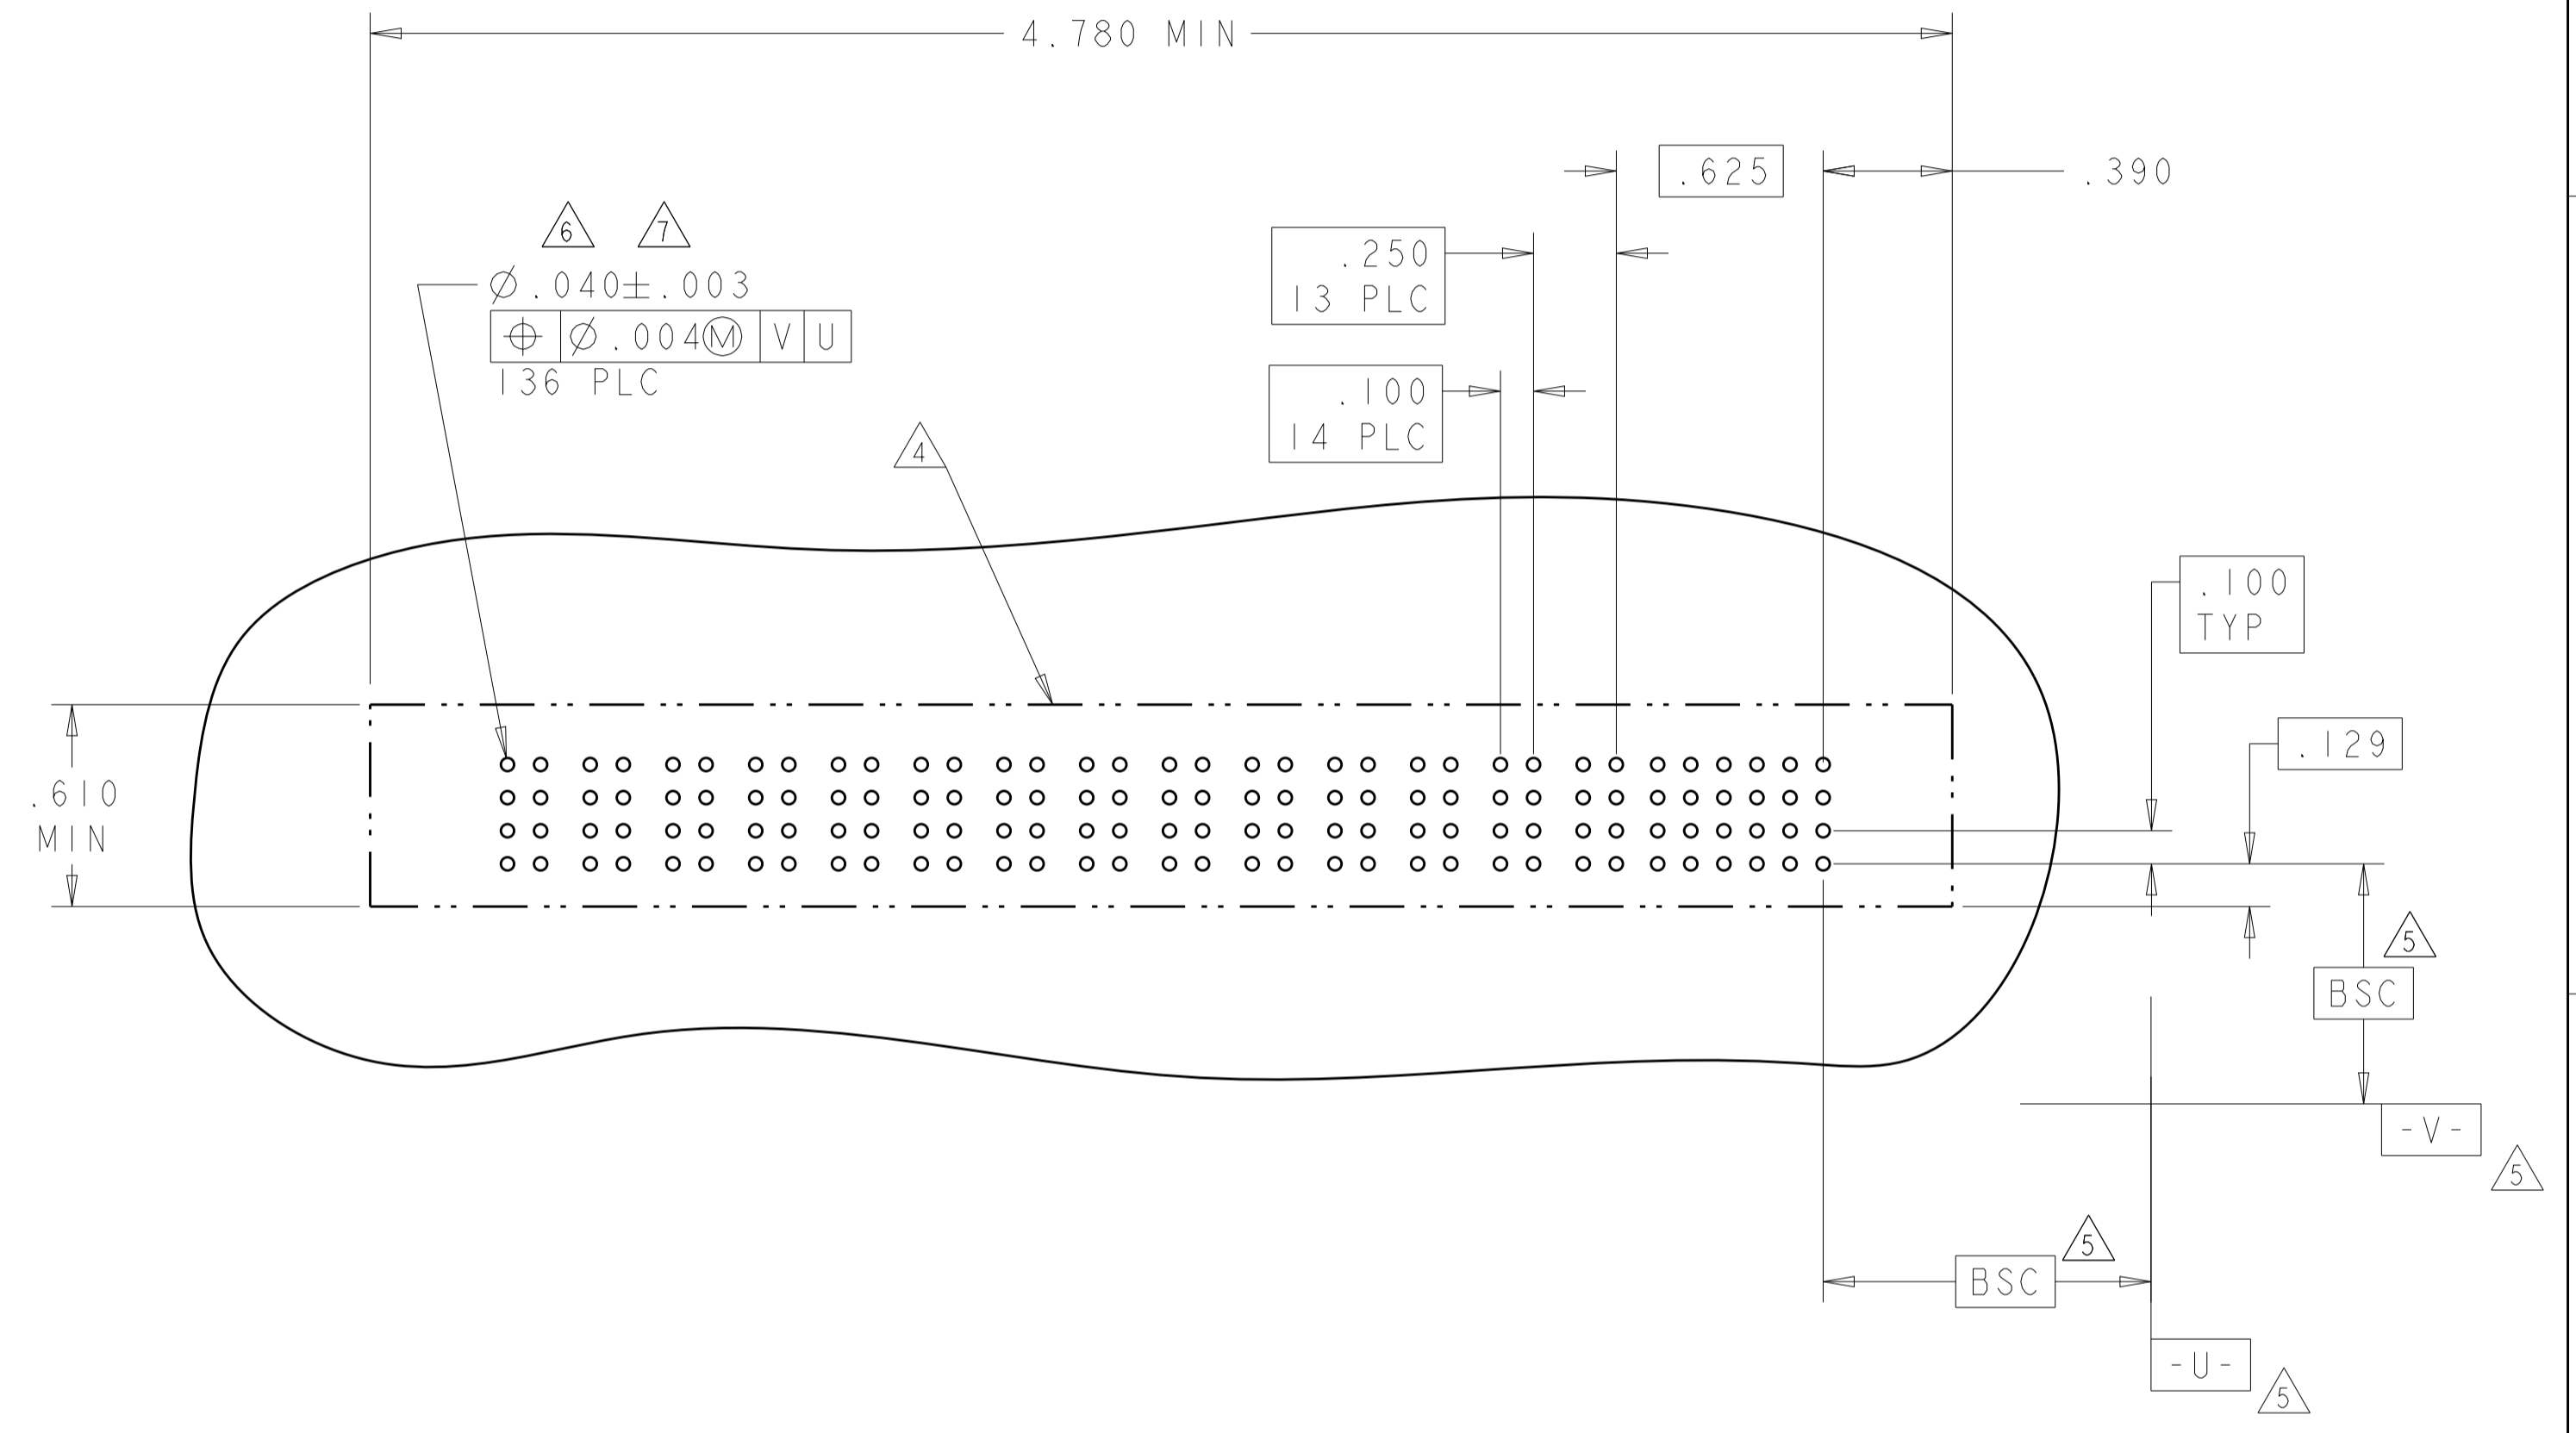 4.780 MIN
.625
.390
6 7
.250
13 PLC
Ø.040±.003
⌖ Ø.004Ⓜ V U
136 PLC
.100
14 PLC
4
.100
TYP
.129
.610
MIN
5
BSC
-V-
5
5
BSC
-U-
5